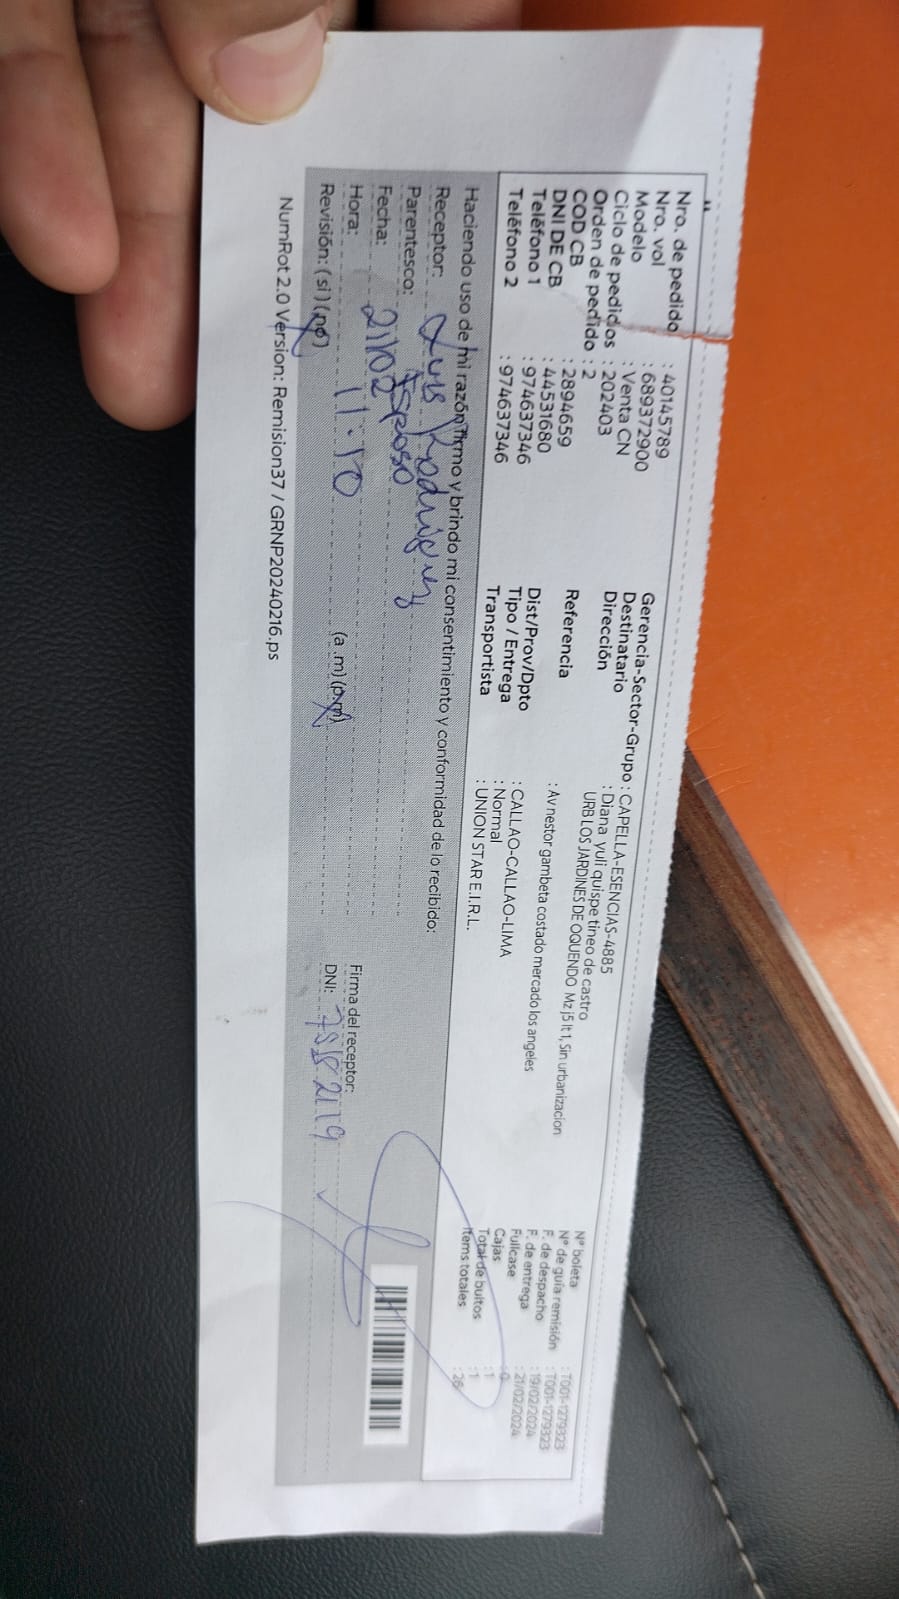 Nro. de pedido : 40145789
Nro. vol : 689372900
Modelo : Venta CN
Ciclo de pedidos : 202403
Orden de pedido : 2
COD CB : 2894659
DNI DE CB : 44531680
Teléfono 1 : 974637346
Teléfono 2 : 974637346
Gerencia-Sector-Grupo : CAPELLA-ESENCIAS-4885
Destinatario : Diana yuli quispe tineo de castro
Dirección URB LOS JARDINES DE OQUENDO Mz j5 lt 1, Sin urbanizacion
Referencia : Av nestor gambeta costado mercado los angeles
Dist/Prov/Dpto : CALLAO-CALLAO-LIMA
Tipo / Entrega : Normal
Transportista : UNION STAR E.I.R.L.
N° boleta : T001-1279323
N° de guía remisión : T001-1279323
F. de despacho : 19/02/2024
F. de entrega : 21/02/2024
Fullcase : 0
Cajas : 1
Total de bultos : 1
Items totales : 26
Haciendo uso de mi razón firmo y brindo mi consentimiento y conformidad de lo recibido:
Receptor: Luis Rodriguez
Parentesco: Esposo
Fecha: 21/02
Hora: 11:10 (a .m) (p.m)
Revisión: ( si ) ( no )
Firma del receptor:
DNI:
NumRot 2.0 Version: Remision37 / GRNP20240216.ps